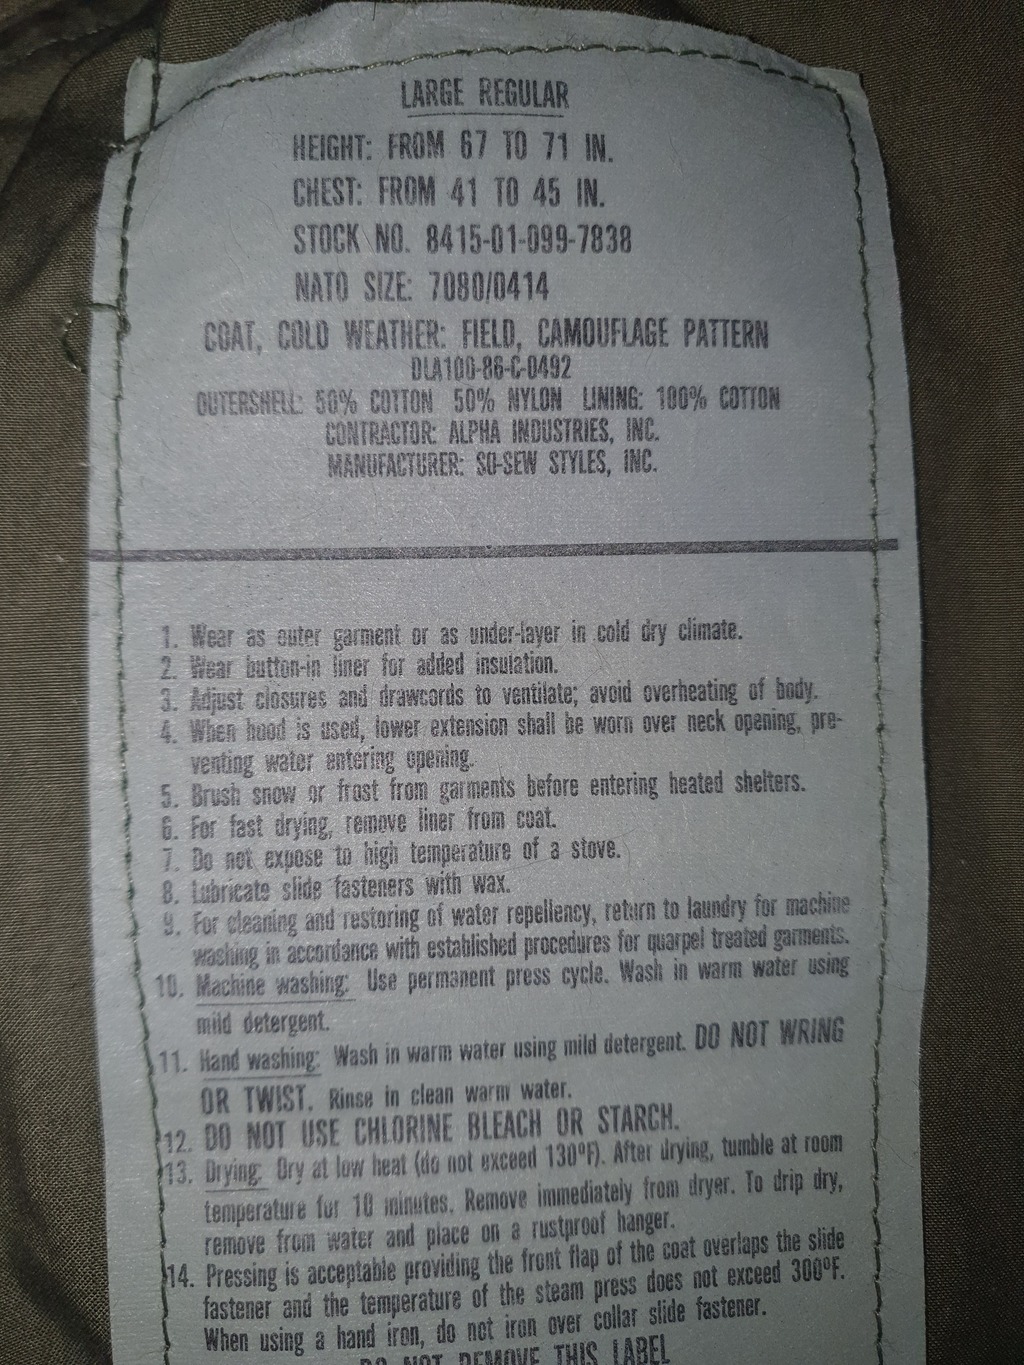 LARGE REGULAR
HEIGHT: FROM 67 TO 71 IN.
CHEST: FROM 41 TO 45 IN.
STOCK NO. 8415-01-099-7838
NATO SIZE: 7080/0414
COAT, COLD WEATHER: FIELD, CAMOUFLAGE PATTERN
DLA100-86-C-0492
OUTERSHELL: 50% COTTON 50% NYLON LINING: 100% COTTON
CONTRACTOR: ALPHA INDUSTRIES, INC.
MANUFACTURER: SO-SEW STYLES, INC.
1. Wear as outer garment or as under-layer in cold dry climate.
2. Wear button-in liner for added insulation.
3. Adjust closures and drawcords to ventilate; avoid overheating of body.
4. When hood is used, lower extension shall be worn over neck opening, pre-
venting water entering opening.
5. Brush snow or frost from garments before entering heated shelters.
6. For fast drying, remove liner from coat.
7. Do not expose to high temperature of a stove.
8. Lubricate slide fasteners with wax.
9. For cleaning and restoring of water repellency, return to laundry for machine
washing in accordance with established procedures for quarpel treated garments.
10. Machine washing: Use permanent press cycle. Wash in warm water using
mild detergent.
11. Hand washing: Wash in warm water using mild detergent. DO NOT WRING
OR TWIST. Rinse in clean warm water.
12. DO NOT USE CHLORINE BLEACH OR STARCH.
13. Drying: Dry at low heat (do not exceed 130°F). After drying, tumble at room
temperature for 10 minutes. Remove immediately from dryer. To drip dry,
remove from water and place on a rustproof hanger.
14. Pressing is acceptable providing the front flap of the coat overlaps the slide
fastener and the temperature of the steam press does not exceed 300°F.
When using a hand iron, do not iron over collar slide fastener.
DO NOT REMOVE THIS LABEL